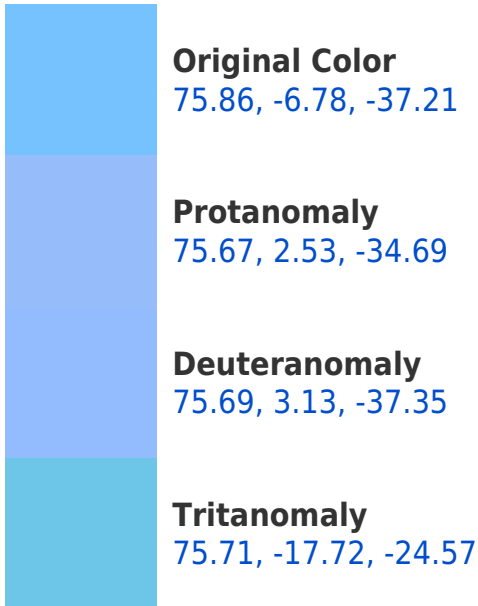 Original Color
75.86, -6.78, -37.21
Protanomaly
75.67, 2.53, -34.69
Deuteranomaly
75.69, 3.13, -37.35
Tritanomaly
75.71, -17.72, -24.57